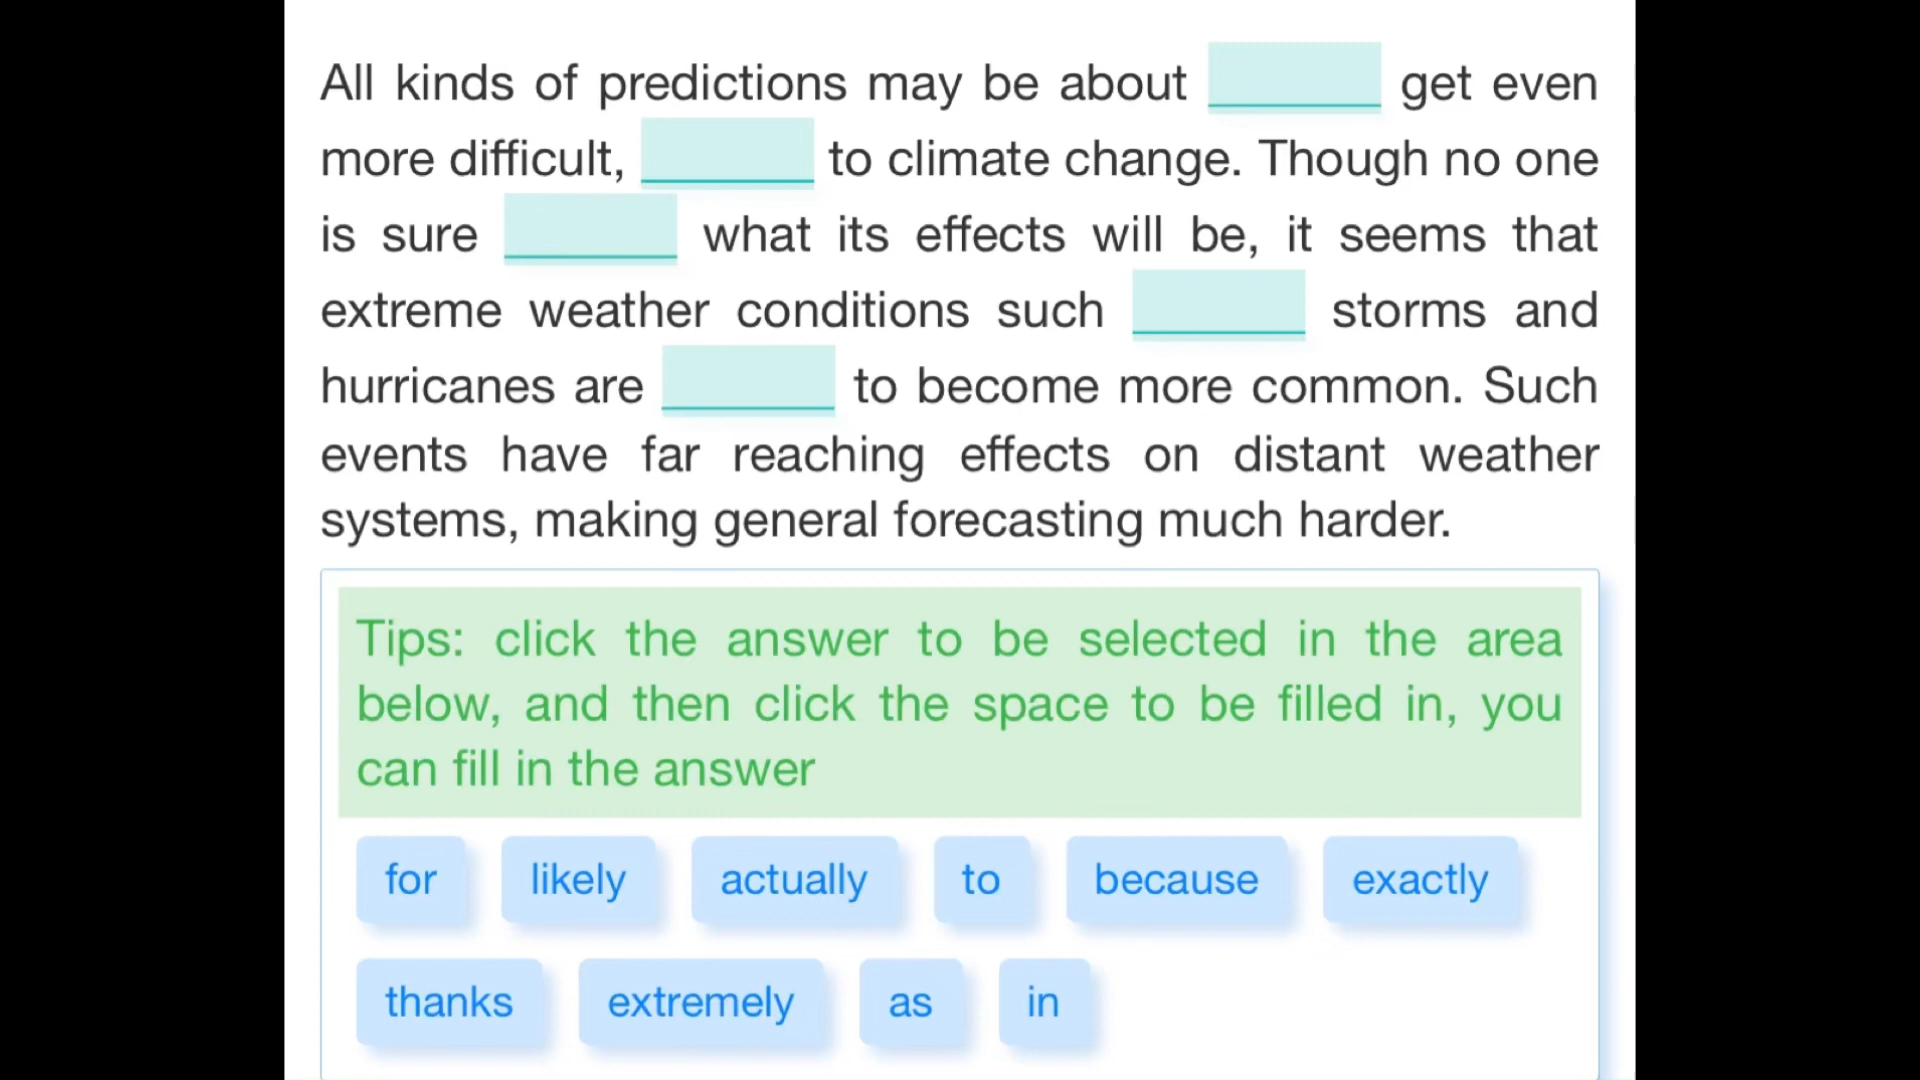 All kinds of predictions may be about get even
more difficult, to climate change. Though no one
is sure what its effects will be, it seems that
extreme weather conditions such storms and
hurricanes are to become more common. Such
events have far reaching effects on distant weather
systems, making general forecasting much harder.
Tips: click the answer to be selected in the area
below, and then click the space to be filled in, you
can fill in the answer
for likely actually to because exactly
thanks extremely as in